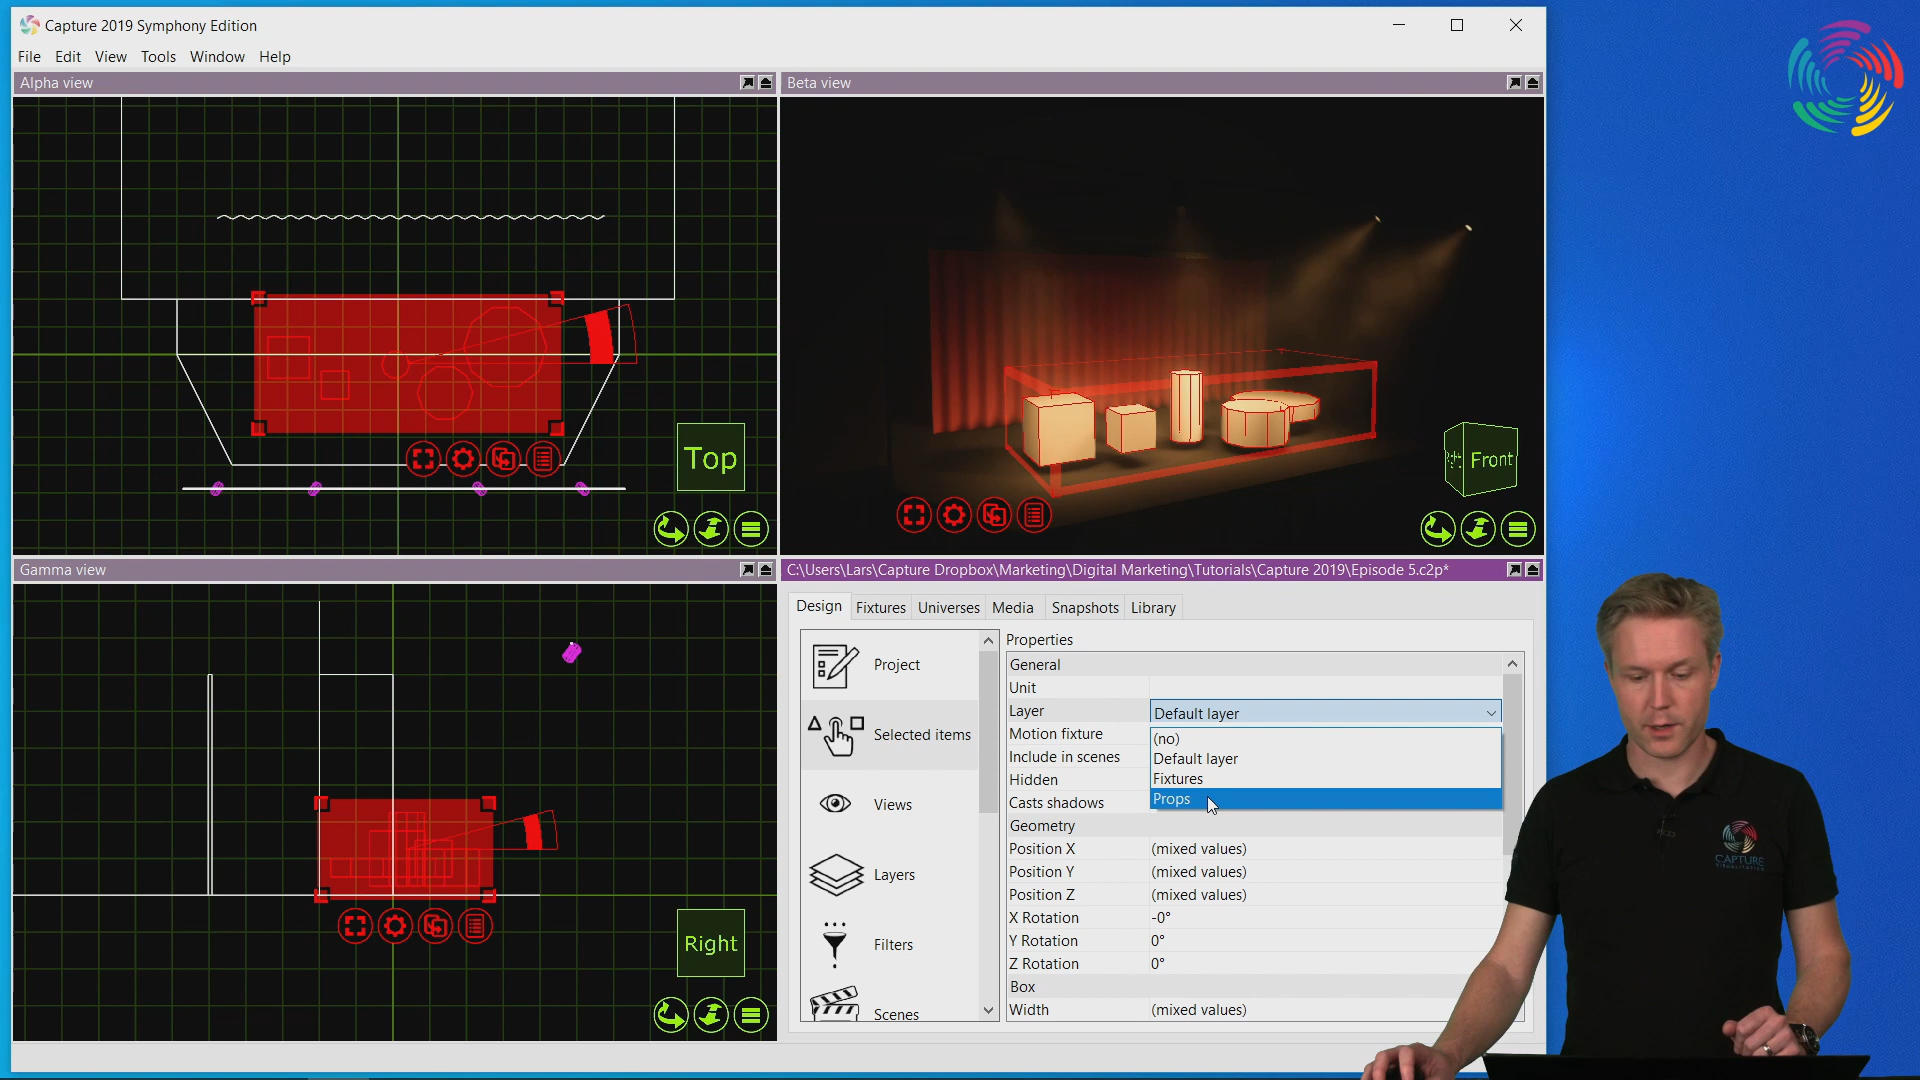 Capture 2019 Symphony Edition
File Edit View Tools Window Help
Alpha view
Beta view
Top
Front
Gamma view
Right
C:\Users\Lars\Capture Dropbox\Marketing\Digital Marketing\Tutorials\Capture 2019\Episode 5.c2p*
Design Fixtures Universes Media Snapshots Library
Project
Selected items
Views
Layers
Filters
Scenes
Properties
General
Unit
Layer Default layer
(no)
Default layer
Fixtures
Props
Motion fixture
Include in scenes
Hidden
Casts shadows
Geometry
Position X (mixed values)
Position Y (mixed values)
Position Z (mixed values)
X Rotation -0°
Y Rotation 0°
Z Rotation 0°
Box
Width (mixed values)
CAPTURE